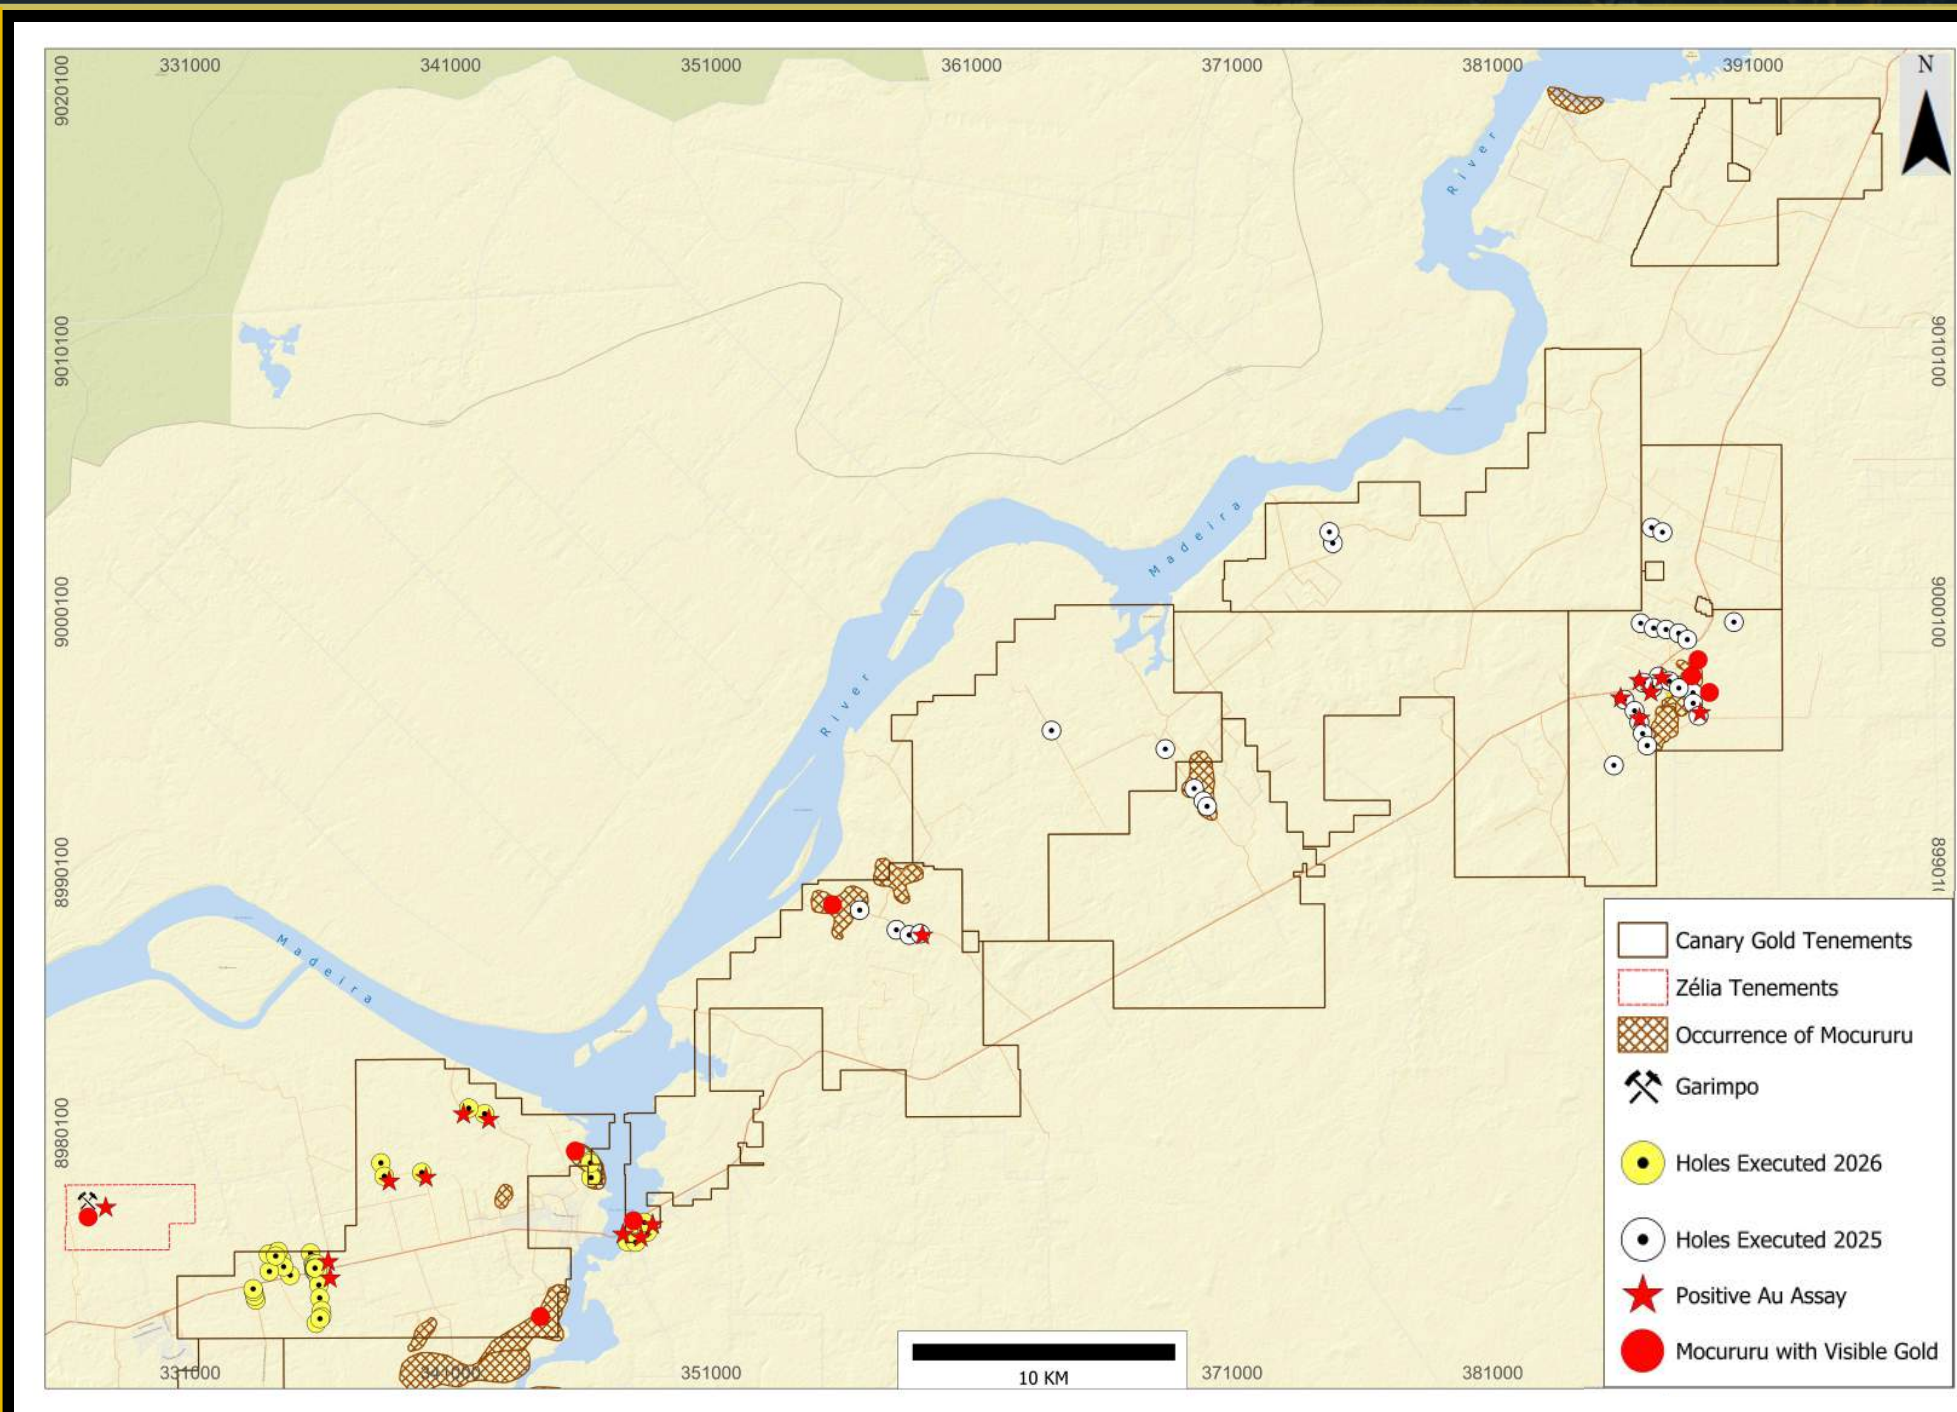 331000
341000
351000
361000
371000
381000
391000
N
9020100
9010100
9010100
9000100
9000100
8990100
899010
8980100
River
Madeira
River
Madeira
Canary Gold Tenements
Zélia Tenements
Occurrence of Mocururu
Garimpo
Holes Executed 2026
Holes Executed 2025
Positive Au Assay
Mocururu with Visible Gold
10 KM
331000
341000
351000
371000
381000